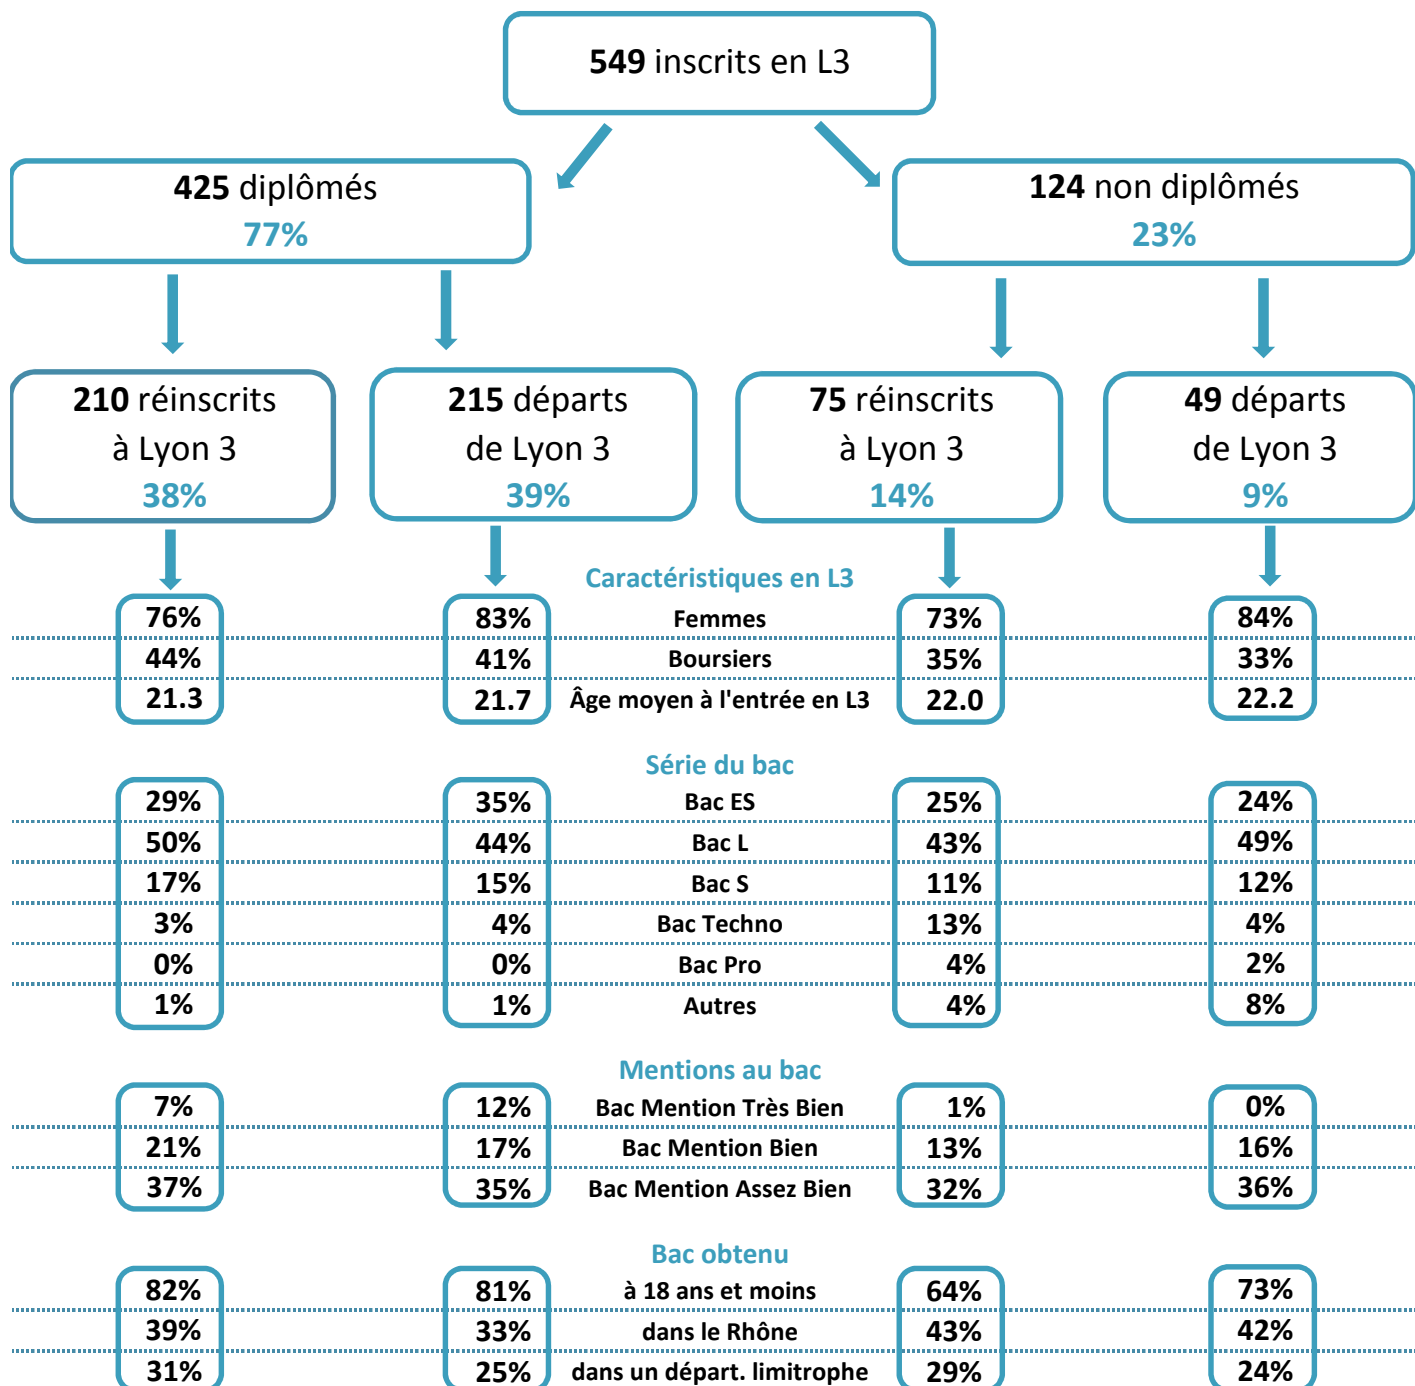 549 inscrits en L3
425 diplômés
77%
124 non diplômés
23%
210 réinscrits
à Lyon 3
38%
215 départs
de Lyon 3
39%
75 réinscrits
à Lyon 3
14%
49 départs
de Lyon 3
9%
Caractéristiques en L3
76% 83% Femmes 73% 84%
44% 41% Boursiers 35% 33%
21.3 21.7 Âge moyen à l'entrée en L3 22.0 22.2
Série du bac
29% 35% Bac ES 25% 24%
50% 44% Bac L 43% 49%
17% 15% Bac S 11% 12%
3% 4% Bac Techno 13% 4%
0% 0% Bac Pro 4% 2%
1% 1% Autres 4% 8%
Mentions au bac
7% 12% Bac Mention Très Bien 1% 0%
21% 17% Bac Mention Bien 13% 16%
37% 35% Bac Mention Assez Bien 32% 36%
Bac obtenu
82% 81% à 18 ans et moins 64% 73%
39% 33% dans le Rhône 43% 42%
31% 25% dans un départ. limitrophe 29% 24%